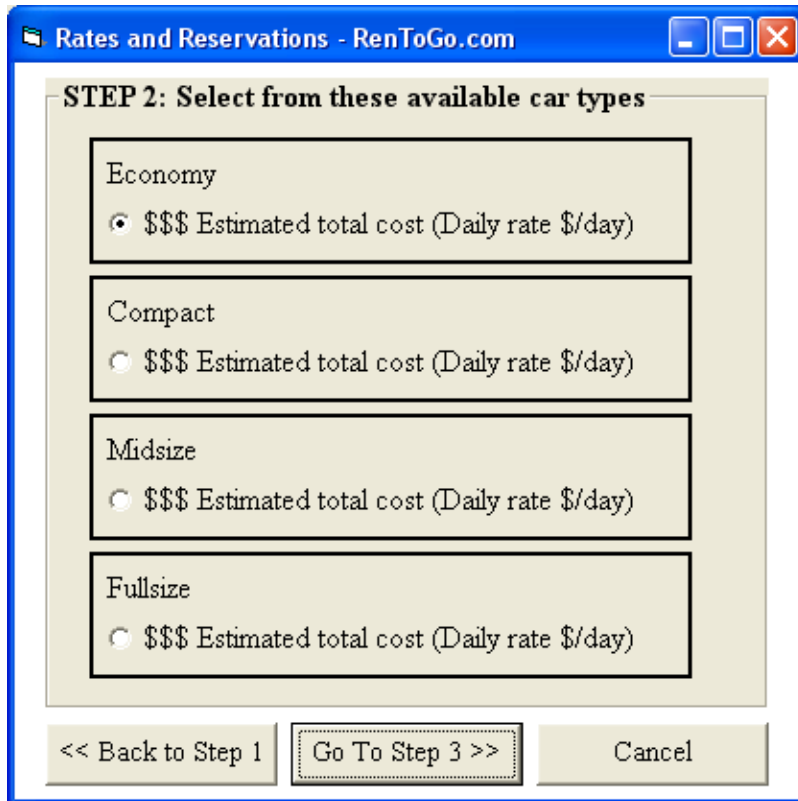 Rates and Reservations - RenToGo.com
STEP 2: Select from these available car types
Economy
$$$ Estimated total cost (Daily rate $/day)
Compact
$$$ Estimated total cost (Daily rate $/day)
Midsize
$$$ Estimated total cost (Daily rate $/day)
Fullsize
$$$ Estimated total cost (Daily rate $/day)
<< Back to Step 1
Go To Step 3 >>
Cancel